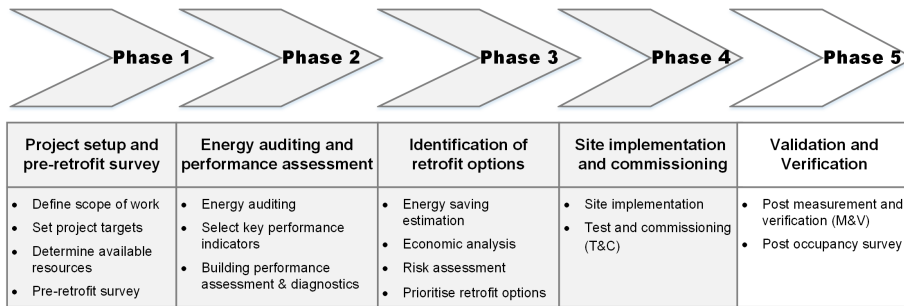 Phase 1
Phase 2
Phase 3
Phase 4
Phase 5
Project setup and
pre-retrofit survey
• Define scope of work
• Set project targets
• Determine available
resources
• Pre-retrofit survey
Energy auditing and
performance assessment
• Energy auditing
• Select key performance
indicators
• Building performance
assessment & diagnostics
Identification of
retrofit options
• Energy saving
estimation
• Economic analysis
• Risk assessment
• Prioritise retrofit options
Site implementation
and commissioning
• Site implementation
• Test and commissioning
(T&C)
Validation and
Verification
• Post measurement and
verification (M&V)
• Post occupancy survey